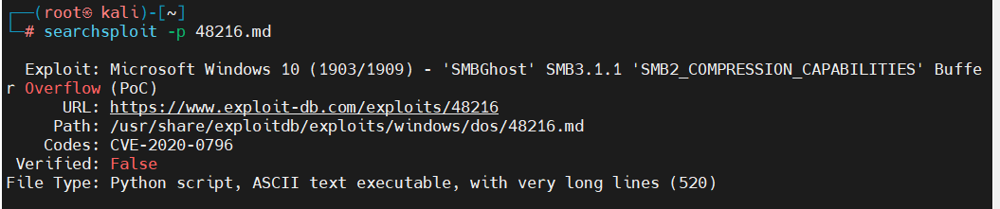 ┌──(root㉿ kali)-[~]
└─# searchsploit -p 48216.md
Exploit: Microsoft Windows 10 (1903/1909) - 'SMBGhost' SMB3.1.1 'SMB2_COMPRESSION_CAPABILITIES' Buffe
r Overflow (PoC)
URL: https://www.exploit-db.com/exploits/48216
Path: /usr/share/exploitdb/exploits/windows/dos/48216.md
Codes: CVE-2020-0796
Verified: False
File Type: Python script, ASCII text executable, with very long lines (520)